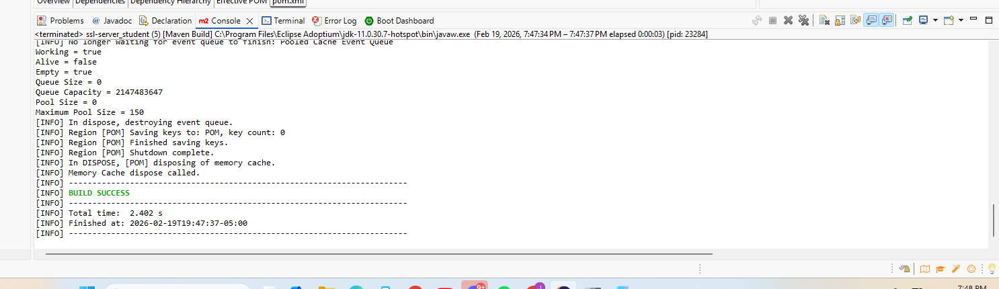 Overview Dependencies Dependency Hierarchy Effective POM pom.xml
Problems @ Javadoc Declaration m2 Console Terminal Error Log Boot Dashboard
<terminated> ssl-server_student (5) [Maven Build] C:\Program Files\Eclipse Adoptium\jdk-11.0.30.7-hotspot\bin\javaw.exe (Feb 19, 2026, 7:47:34 PM – 7:47:37 PM elapsed 0:00:03) [pid: 23284]
[INFO] No longer waiting for event queue to finish: Pooled Cache Event Queue
Working = true
Alive = false
Empty = true
Queue Size = 0
Queue Capacity = 2147483647
Pool Size = 0
Maximum Pool Size = 150
[INFO] In dispose, destroying event queue.
[INFO] Region [POM] Saving keys to: POM, key count: 0
[INFO] Region [POM] Finished saving keys.
[INFO] Region [POM] Shutdown complete.
[INFO] In DISPOSE, [POM] disposing of memory cache.
[INFO] Memory Cache dispose called.
[INFO] ------------------------------------------------------------------------
[INFO] BUILD SUCCESS
[INFO] ------------------------------------------------------------------------
[INFO] Total time:  2.402 s
[INFO] Finished at: 2026-02-19T19:47:37-05:00
[INFO] ------------------------------------------------------------------------
9+
7:48 PM